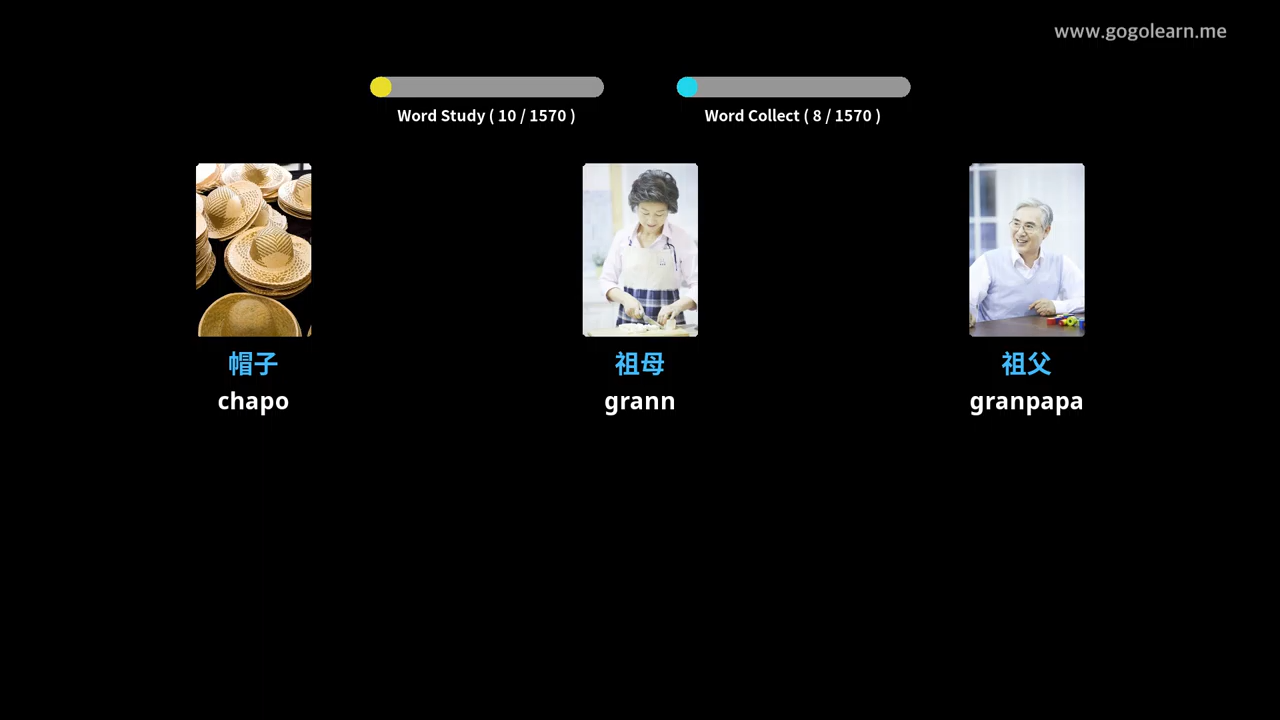 www.gogolearn.me
Word Study ( 10 / 1570 )
Word Collect ( 8 / 1570 )
帽子
chapo
祖母
grann
祖父
granpapa